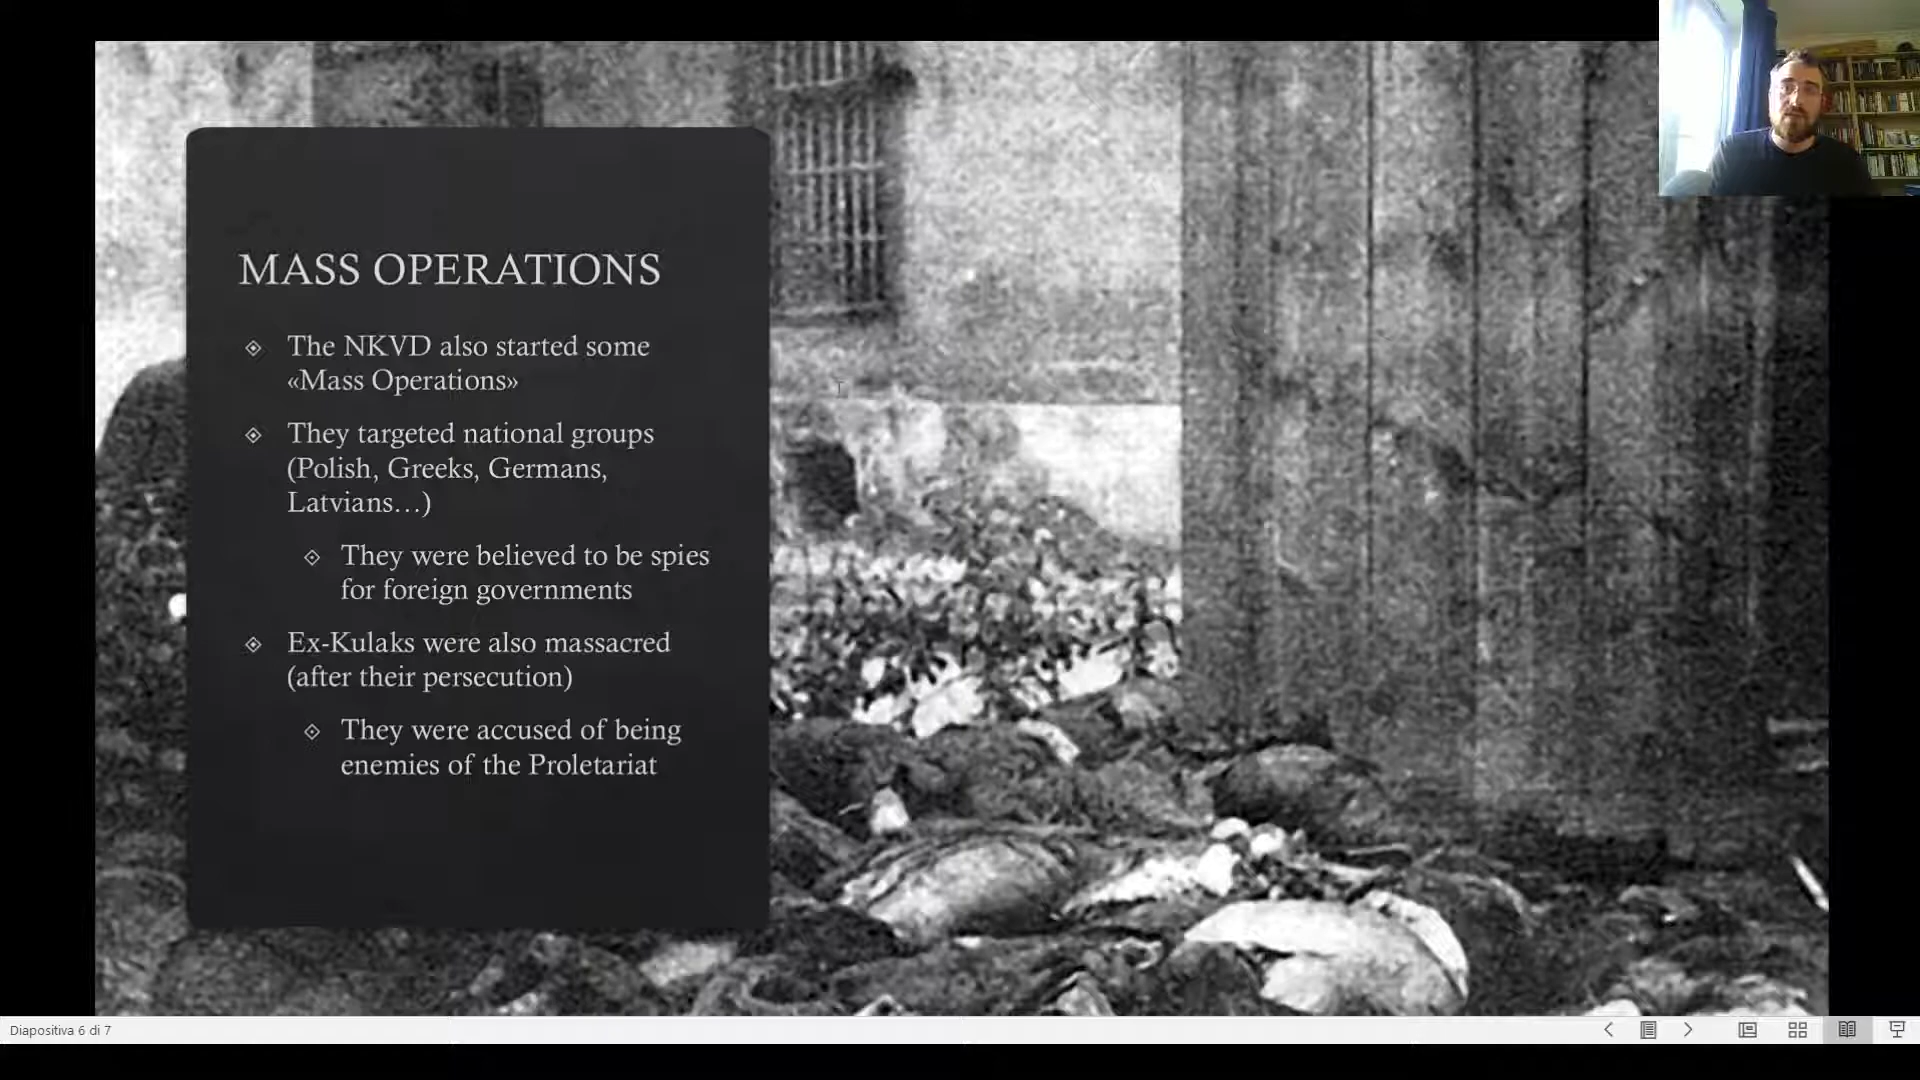 MASS OPERATIONS
The NKVD also started some
«Mass Operations»
They targeted national groups
(Polish, Greeks, Germans,
Latvians…)
They were believed to be spies
for foreign governments
Ex-Kulaks were also massacred
(after their persecution)
They were accused of being
enemies of the Proletariat
Diapositiva 6 di 7